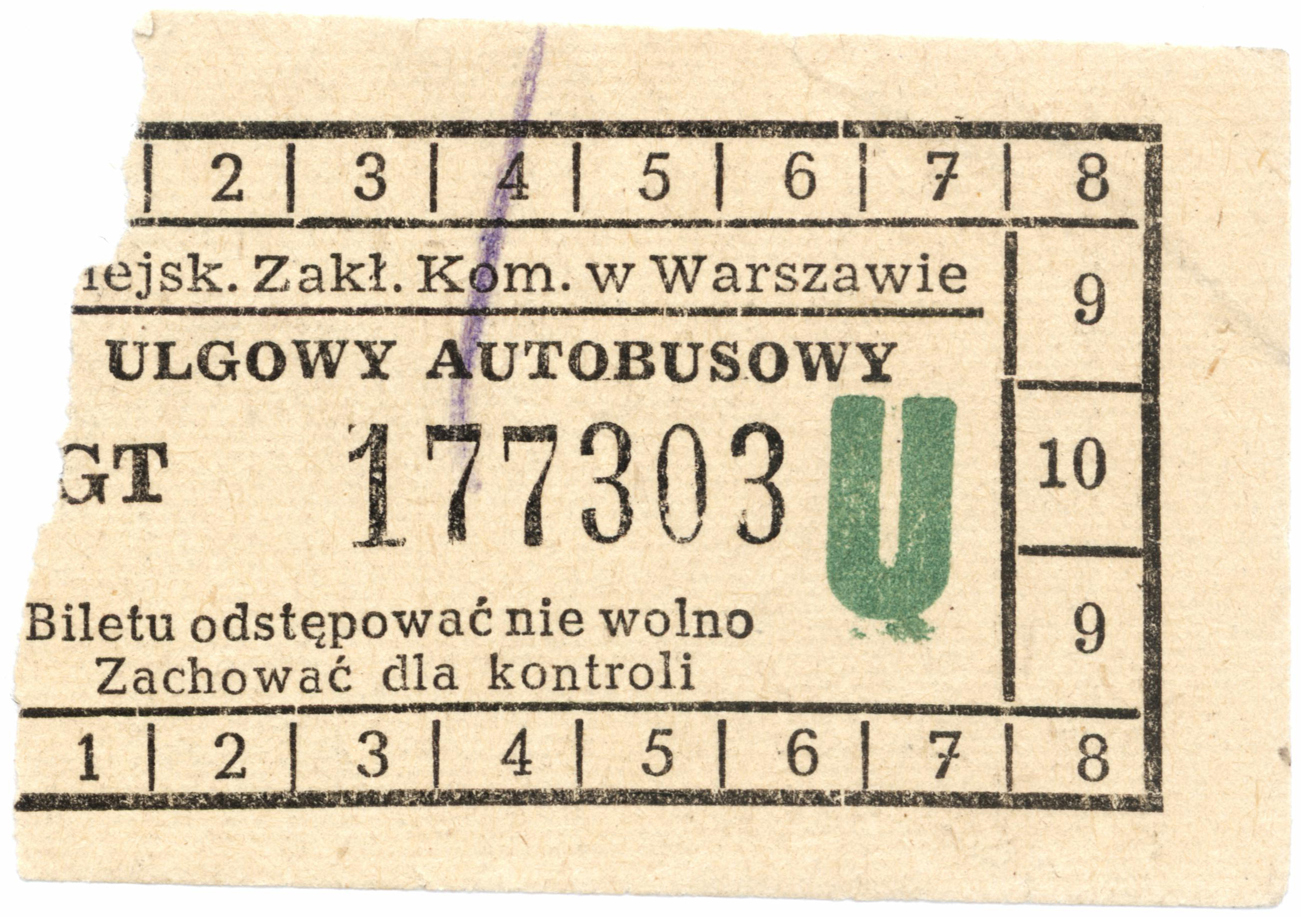 2 3 4 5 6 7 8
Zakł. Kom. w Warszawie
9
ULGOWY AUTOBUSOWY
GT 177303 U
10
Biletu odstępować nie wolno
9
Zachować dla kontroli
1 2 3 4 5 6 7 8